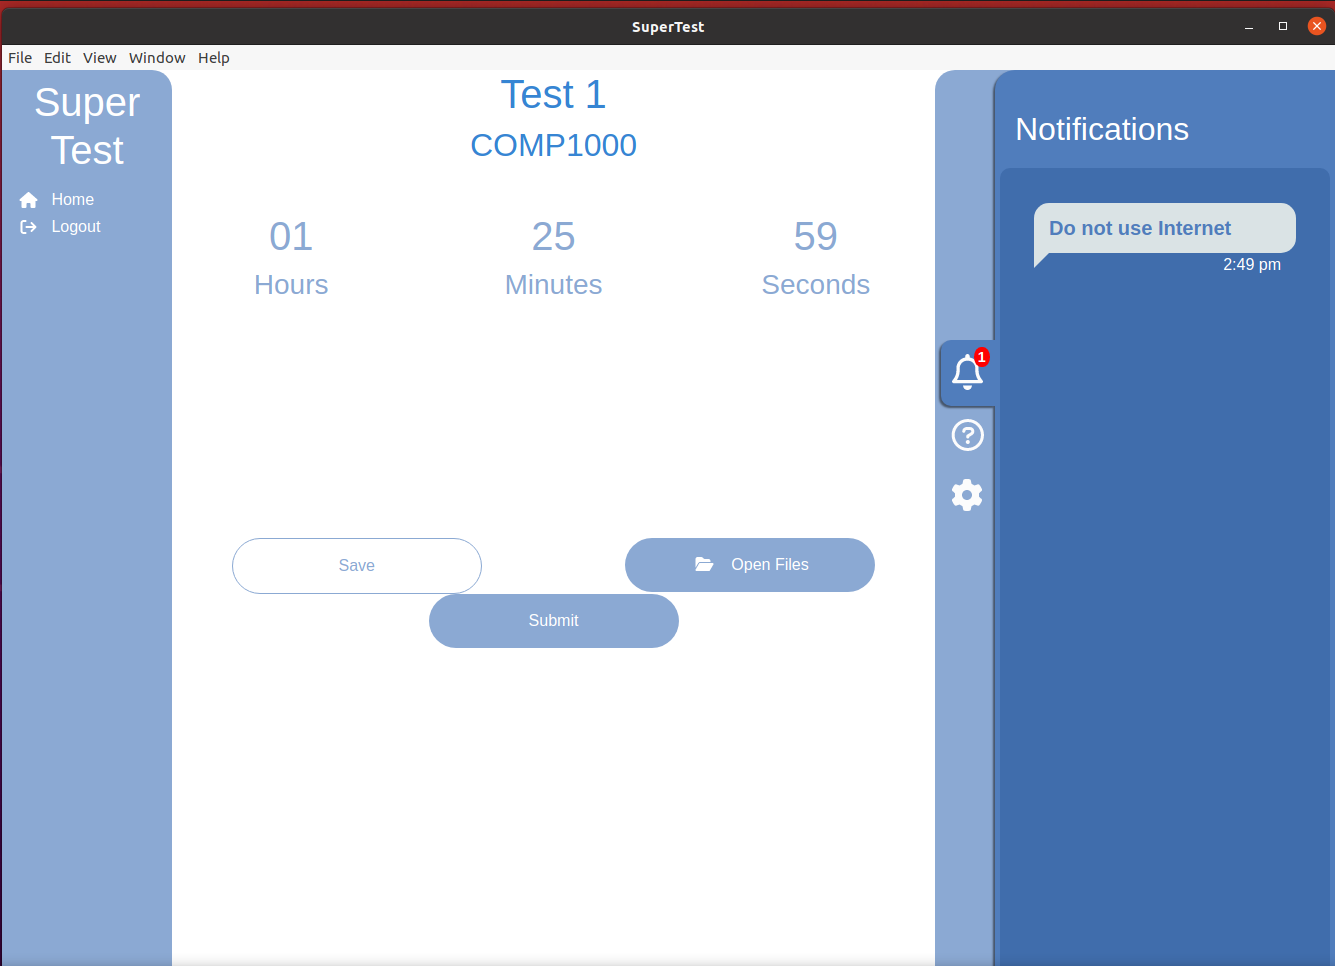 SuperTest
File Edit View Window Help
Super
Test
Home
Logout
Test 1
COMP1000
01 25 59
Hours Minutes Seconds
Save
Open Files
Submit
1
?
Notifications
Do not use Internet
2:49 pm